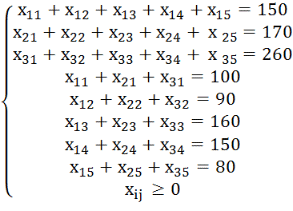 x₁₁ + x₁₂ + x₁₃ + x₁₄ + x₁₅ = 150
x₂₁ + x₂₂ + x₂₃ + x₂₄ + x ₂₅ = 170
x₃₁ + x₃₂ + x₃₃ + x₃₄ + x ₃₅ = 260
x₁₁ + x₂₁ + x₃₁ = 100
x₁₂ + x₂₂ + x₃₂ = 90
x₁₃ + x₂₃ + x₃₃ = 160
x₁₄ + x₂₄ + x₃₄ = 150
x₁₅ + x₂₅ + x₃₅ = 80
xᵢⱼ ≥ 0